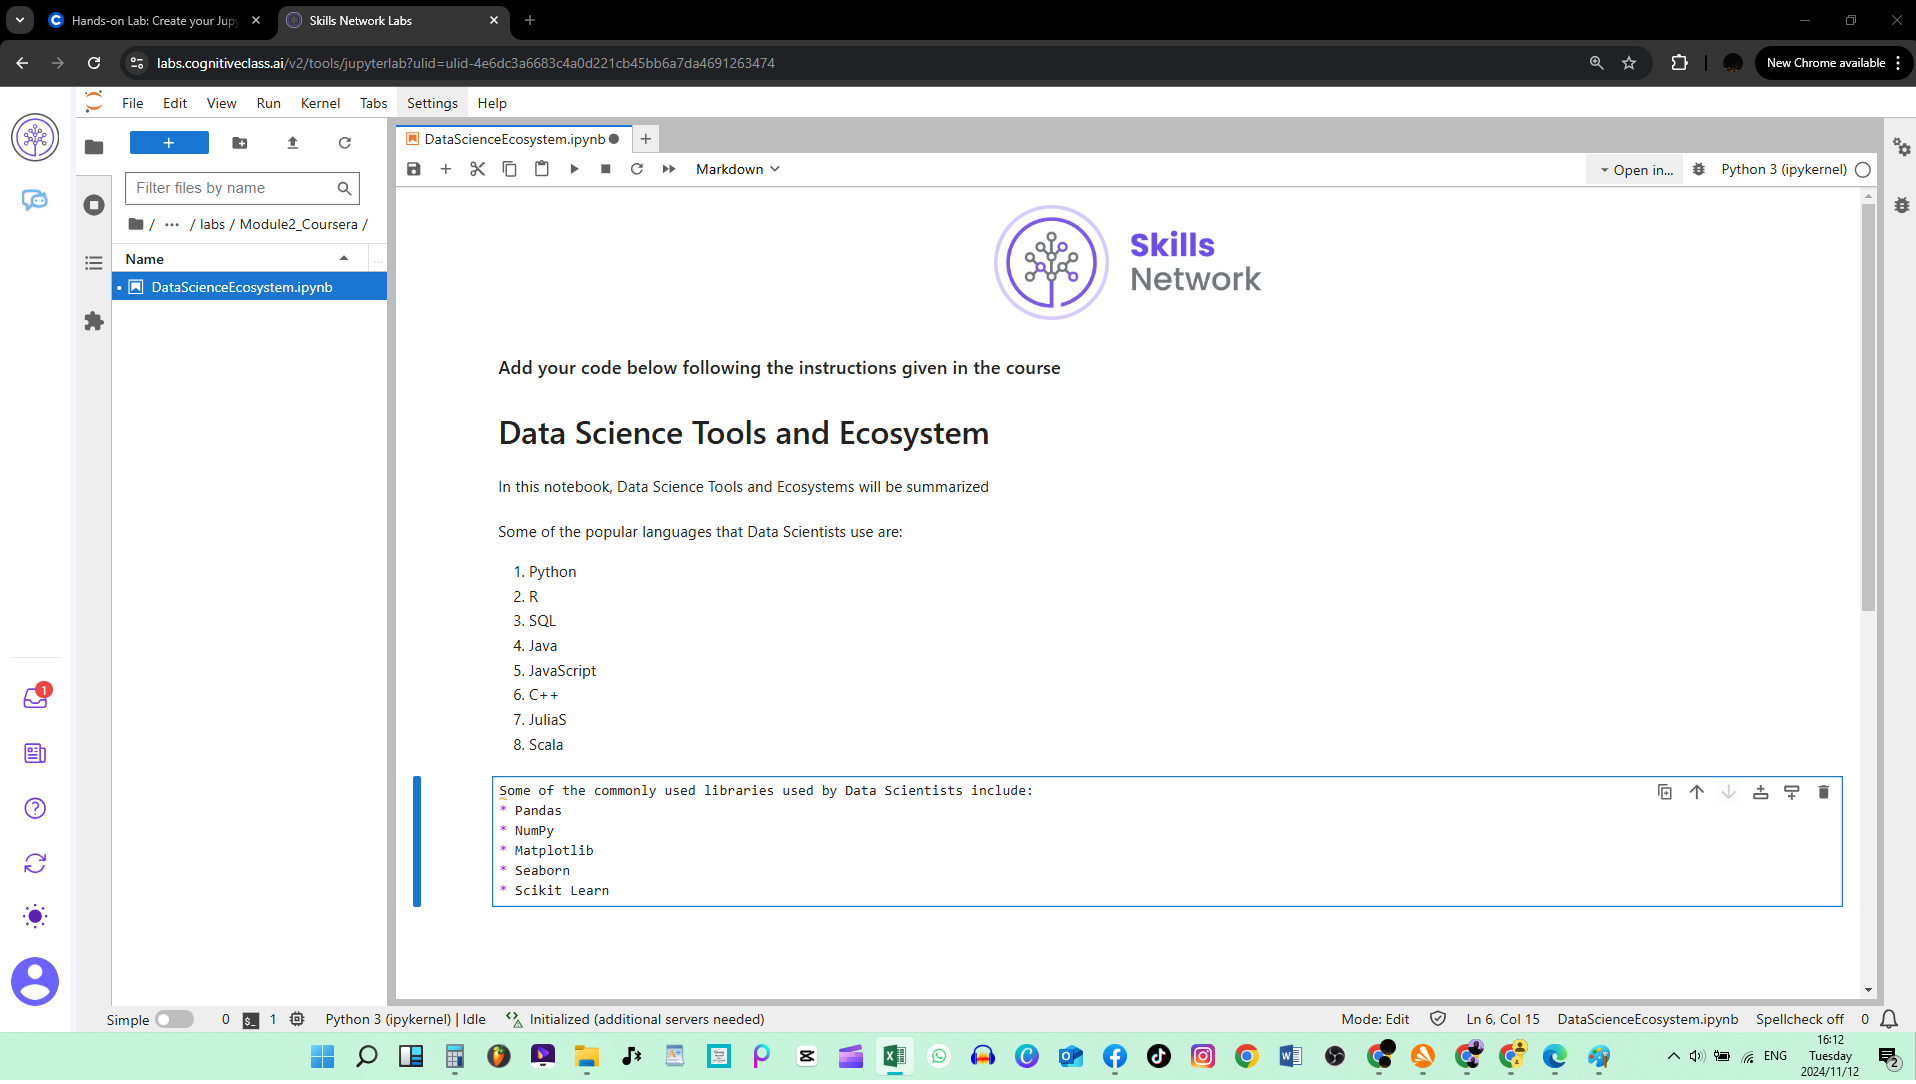 Hands-on Lab: Create your Jup
Skills Network Labs
labs.cognitiveclass.ai/v2/tools/jupyterlab?ulid=ulid-4e6dc3a6683c4a0d221cb45bb6a7da4691263474
New Chrome available
File Edit View Run Kernel Tabs Settings Help
DataScienceEcosystem.ipynb
Markdown
Open in...
Python 3 (ipykernel)
Filter files by name
/ ... / labs / Module2_Coursera /
Name
DataScienceEcosystem.ipynb
Skills
Network
Add your code below following the instructions given in the course
Data Science Tools and Ecosystem
In this notebook, Data Science Tools and Ecosystems will be summarized
Some of the popular languages that Data Scientists use are:
1. Python
2. R
3. SQL
4. Java
5. JavaScript
6. C++
7. JuliaS
8. Scala
Some of the commonly used libraries used by Data Scientists include:
* Pandas
* NumPy
* Matplotlib
* Seaborn
* Scikit Learn
1
Simple 0 1 Python 3 (ipykernel) | Idle Initialized (additional servers needed) Mode: Edit Ln 6, Col 15 DataScienceEcosystem.ipynb Spellcheck off 0
ENG
16:12
Tuesday
2024/11/12
2